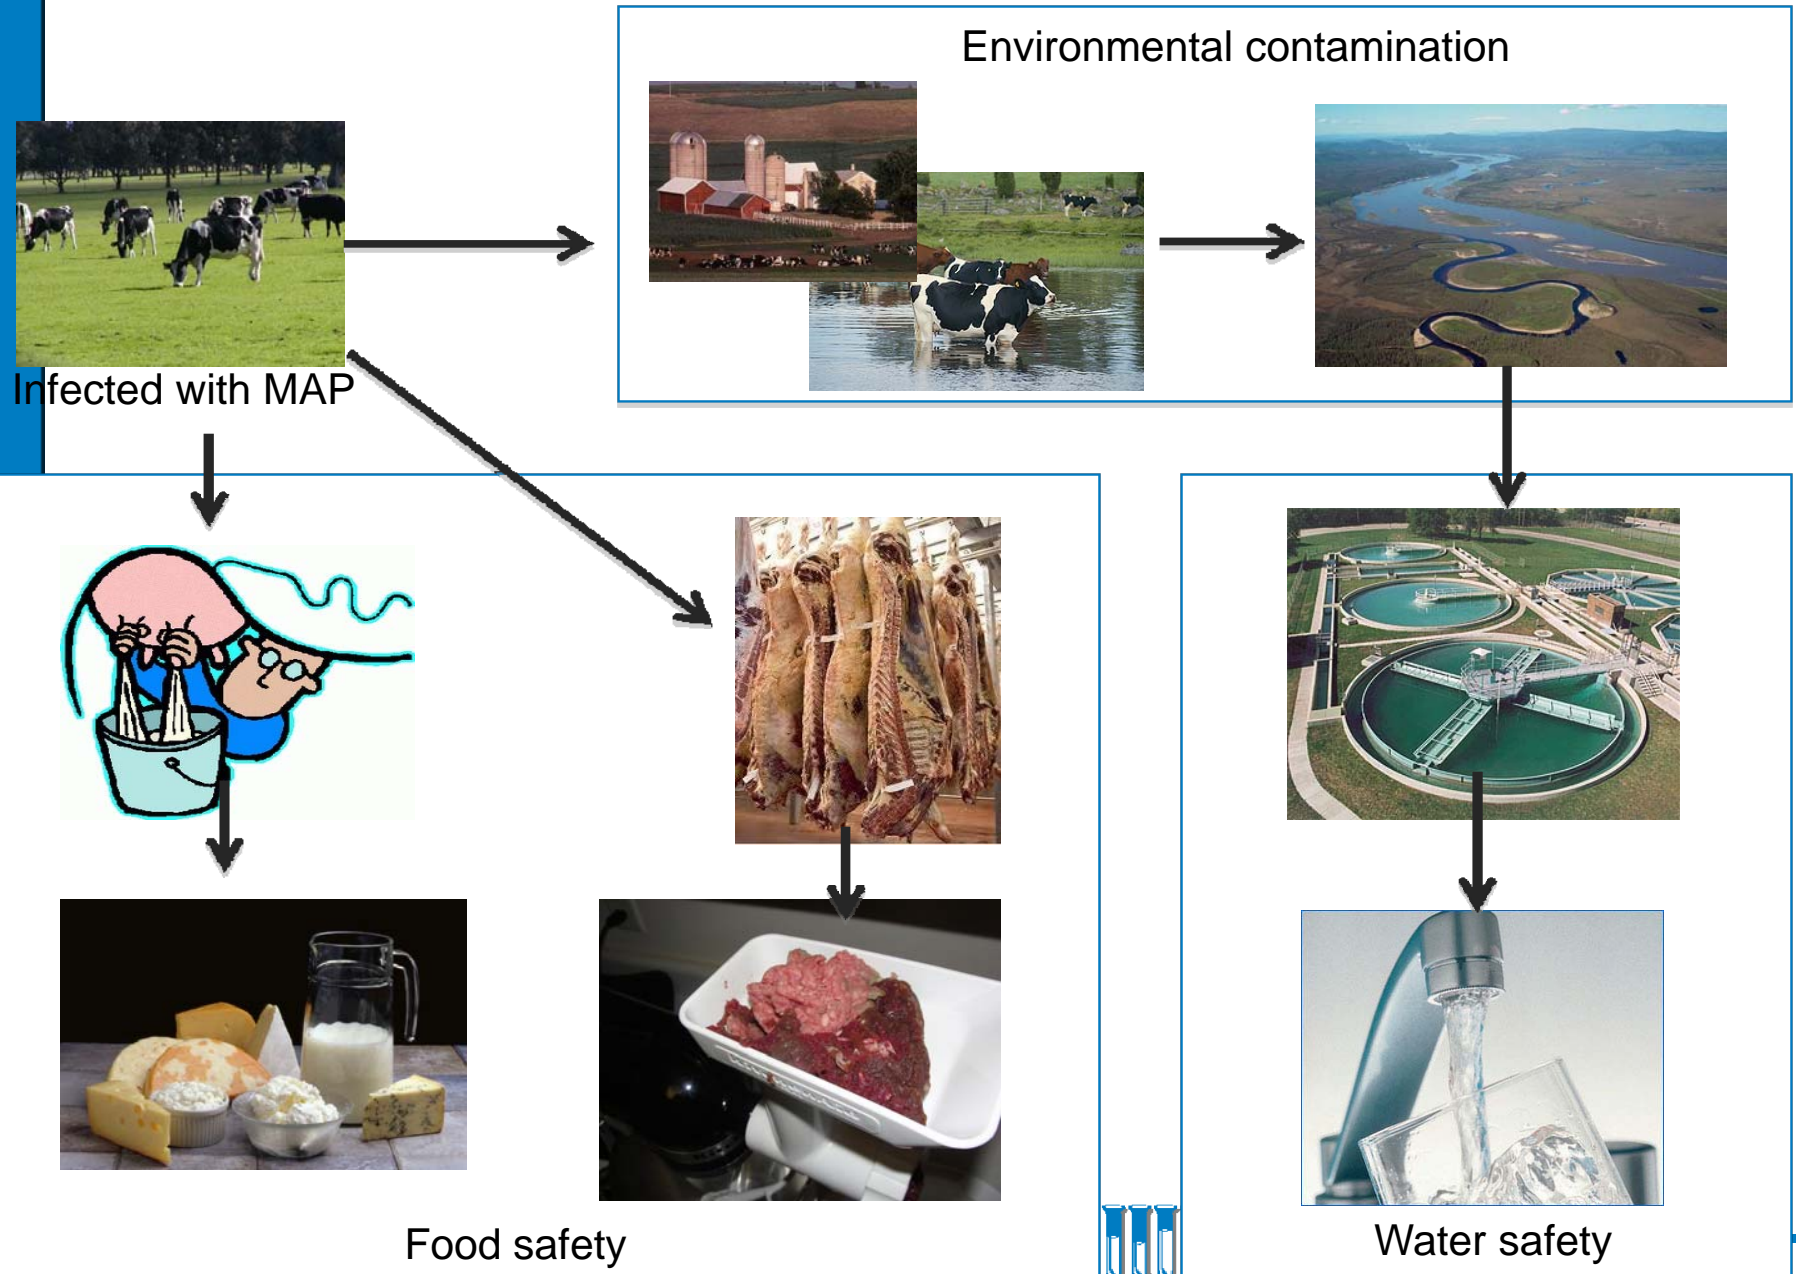 Environmental contamination
Infected with MAP
Food safety
Water safety